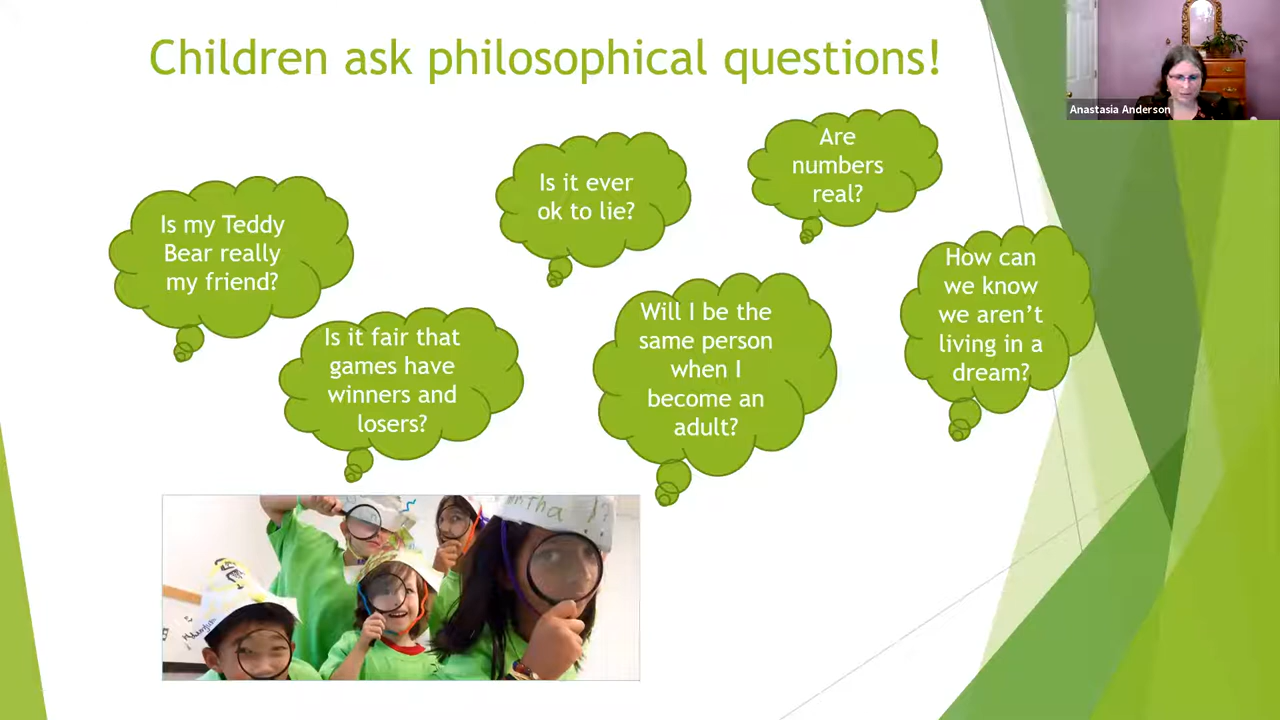 Children ask philosophical questions!
Anastasia Anderson
Is my Teddy
Bear really
my friend?
Is it ever
ok to lie?
Are
numbers
real?
Is it fair that
games have
winners and
losers?
Will I be the
same person
when I
become an
adult?
How can
we know
we aren't
living in a
dream?